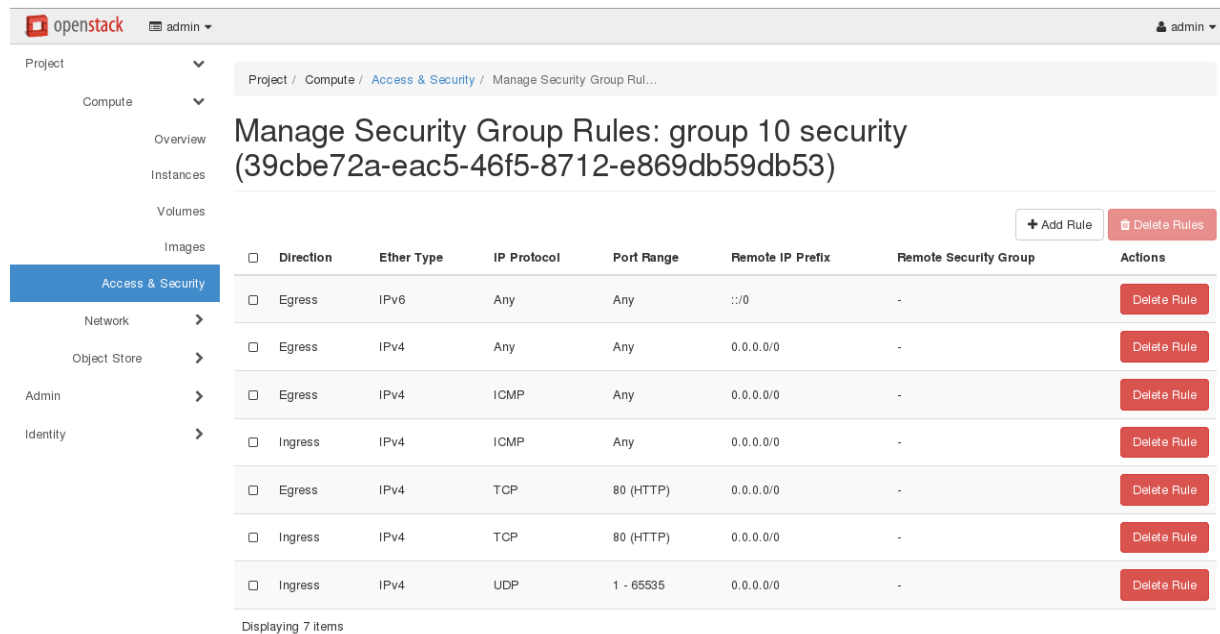 openstack admin admin
Project
Compute
Overview
Instances
Volumes
Images
Access & Security
Network
Object Store
Admin
Identity
Project / Compute / Access & Security / Manage Security Group Rul...
Manage Security Group Rules: group 10 security
(39cbe72a-eac5-46f5-8712-e869db59db53)
+ Add Rule Delete Rules
Direction Ether Type IP Protocol Port Range Remote IP Prefix Remote Security Group Actions
Egress IPv6 Any Any ::/0 - Delete Rule
Egress IPv4 Any Any 0.0.0.0/0 - Delete Rule
Egress IPv4 ICMP Any 0.0.0.0/0 - Delete Rule
Ingress IPv4 ICMP Any 0.0.0.0/0 - Delete Rule
Egress IPv4 TCP 80 (HTTP) 0.0.0.0/0 - Delete Rule
Ingress IPv4 TCP 80 (HTTP) 0.0.0.0/0 - Delete Rule
Ingress IPv4 UDP 1 - 65535 0.0.0.0/0 - Delete Rule
Displaying 7 items